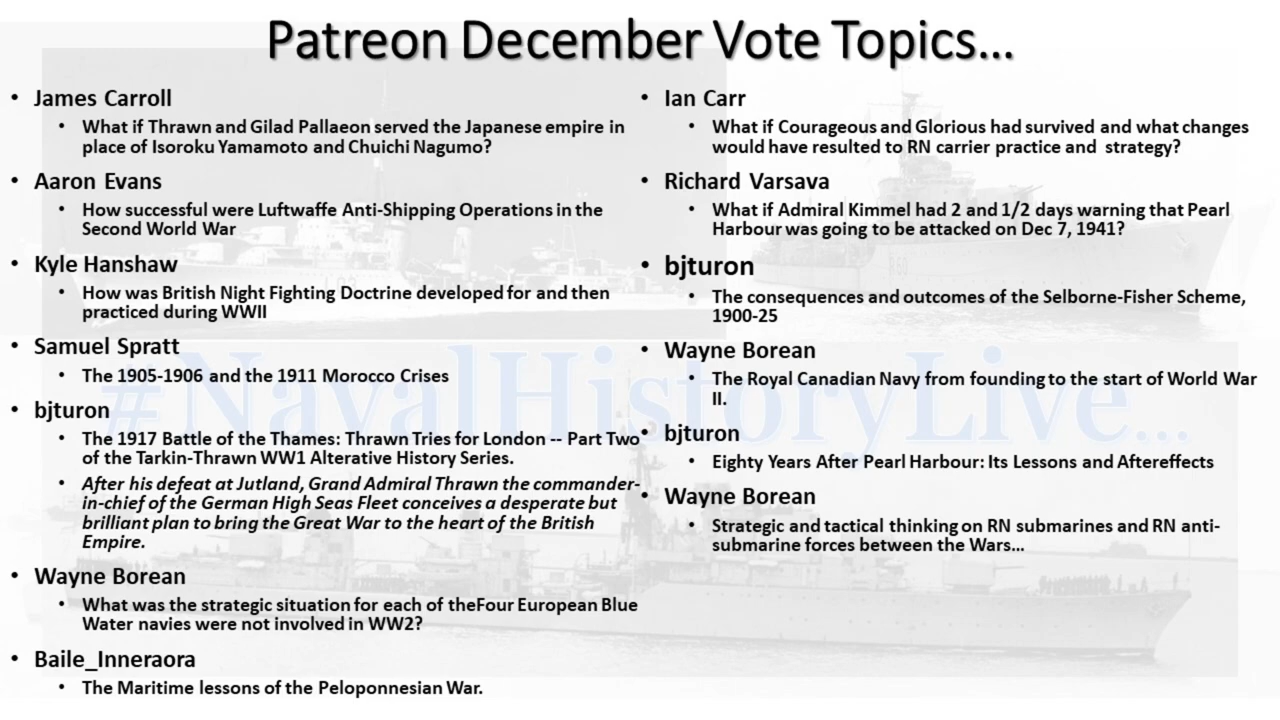 Patreon December Vote Topics...
• James Carroll
• What if Thrawn and Gilad Pallaeon served the Japanese empire in
place of Isoroku Yamamoto and Chuichi Nagumo?
• Aaron Evans
• How successful were Luftwaffe Anti-Shipping Operations in the
Second World War
• Kyle Hanshaw
• How was British Night Fighting Doctrine developed for and then
practiced during WWII
• Samuel Spratt
• The 1905-1906 and the 1911 Morocco Crises
• bjturon
• The 1917 Battle of the Thames: Thrawn Tries for London -- Part Two
of the Tarkin-Thrawn WW1 Alterative History Series.
• After his defeat at Jutland, Grand Admiral Thrawn the commander-
in-chief of the German High Seas Fleet conceives a desperate but
brilliant plan to bring the Great War to the heart of the British
Empire.
• Wayne Borean
• What was the strategic situation for each of theFour European Blue
Water navies were not involved in WW2?
• Baile_Inneraora
• The Maritime lessons of the Peloponnesian War.
• Ian Carr
• What if Courageous and Glorious had survived and what changes
would have resulted to RN carrier practice and strategy?
• Richard Varsava
• What if Admiral Kimmel had 2 and 1/2 days warning that Pearl
Harbour was going to be attacked on Dec 7, 1941?
• bjturon
• The consequences and outcomes of the Selborne-Fisher Scheme,
1900-25
• Wayne Borean
• The Royal Canadian Navy from founding to the start of World War
II.
• bjturon
• Eighty Years After Pearl Harbour: Its Lessons and Aftereffects
• Wayne Borean
• Strategic and tactical thinking on RN submarines and RN anti-
submarine forces between the Wars...
#NavalHistoryLive...